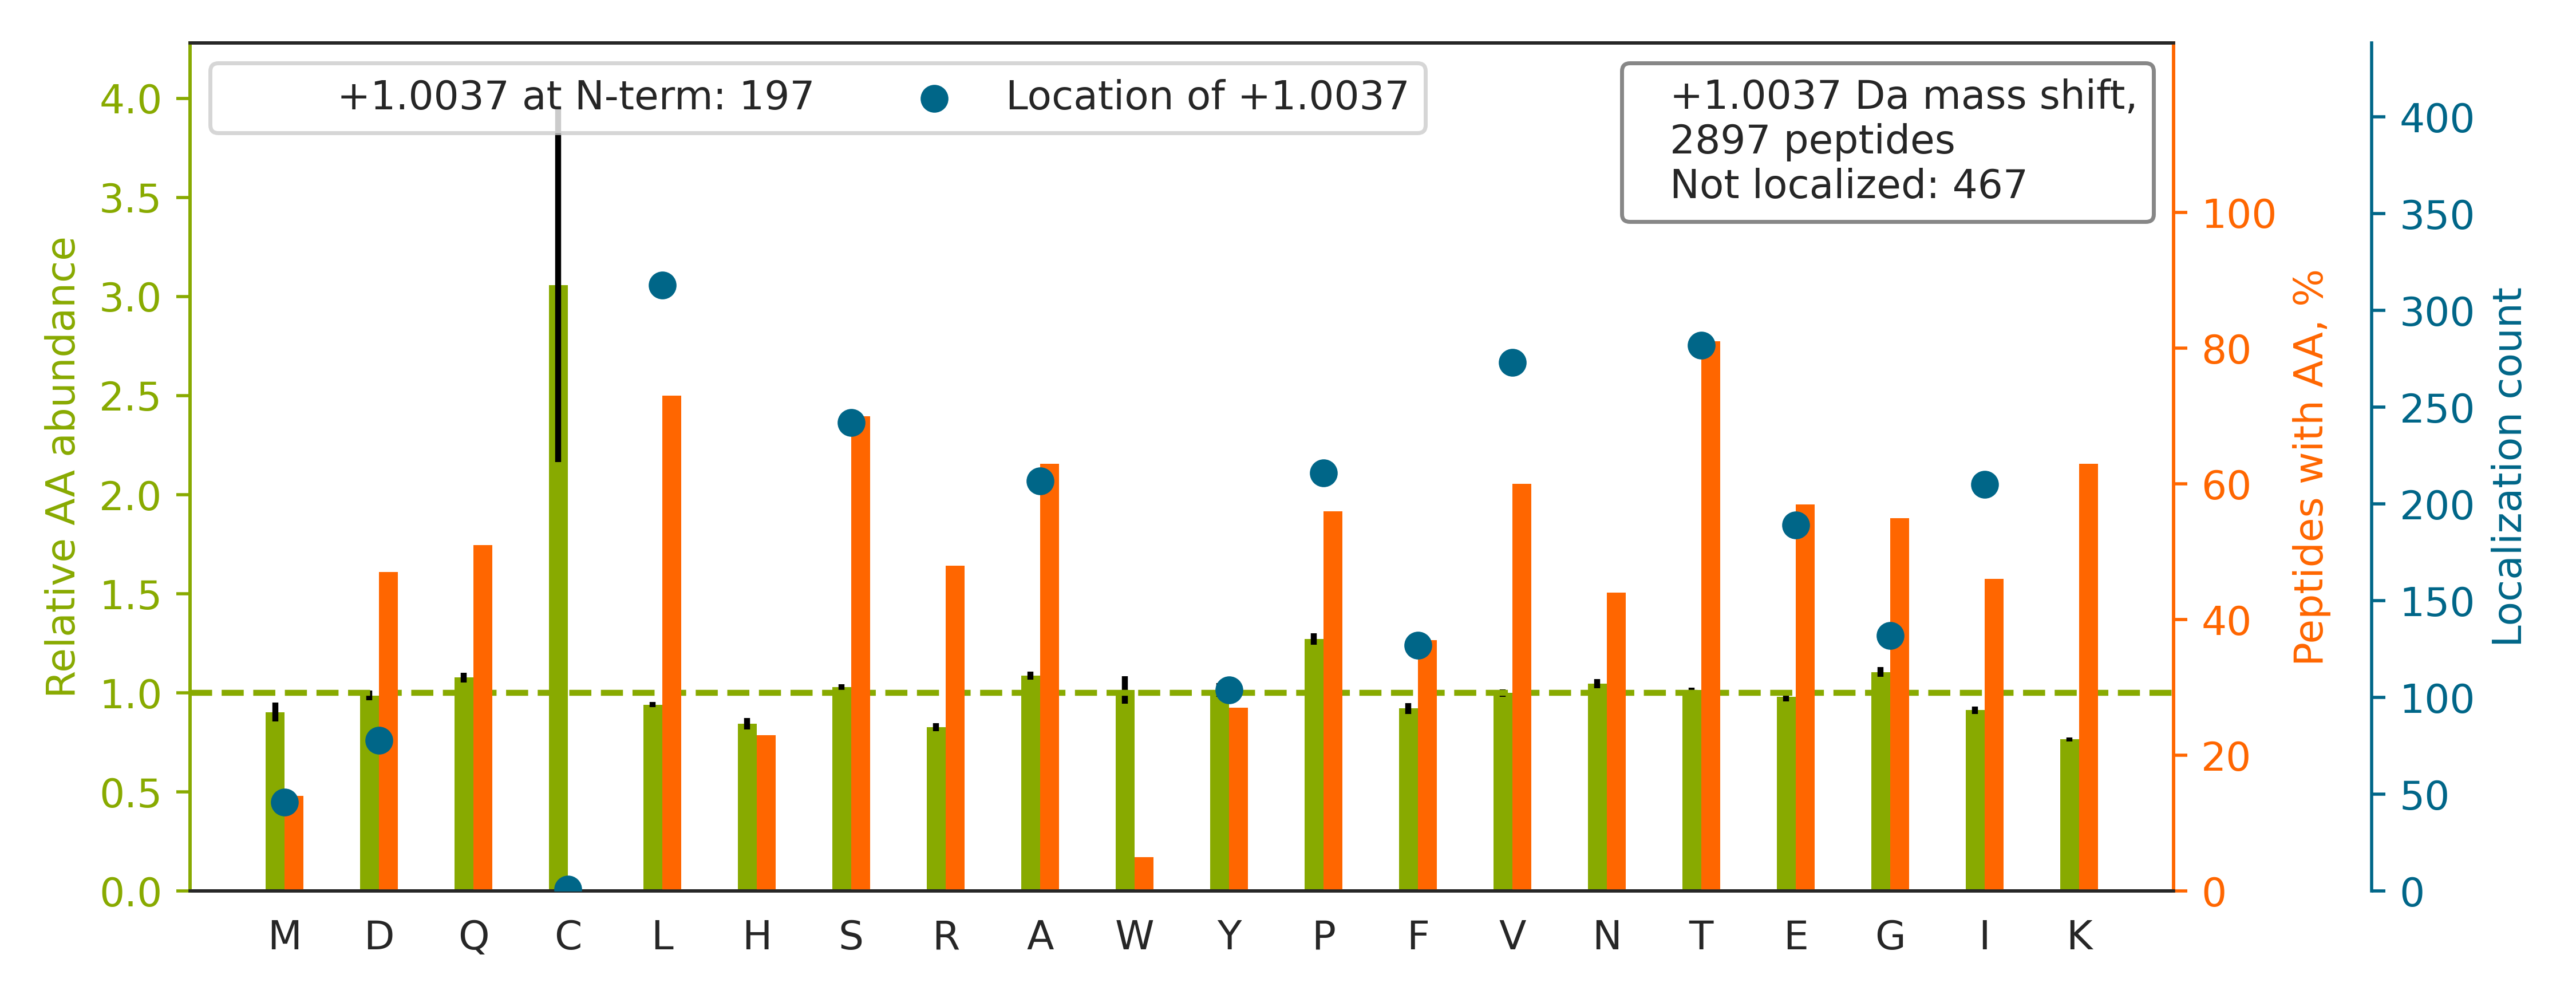 +1.0037 at N-term: 197
Location of +1.0037
+1.0037 Da mass shift,
2897 peptides
Not localized: 467
Relative AA abundance
4.0
3.5
3.0
2.5
2.0
1.5
1.0
0.5
0.0
Peptides with AA, %
100
80
60
40
20
0
Localization count
400
350
300
250
200
150
100
50
0
M D Q C L H S R A W Y P F V N T E G I K